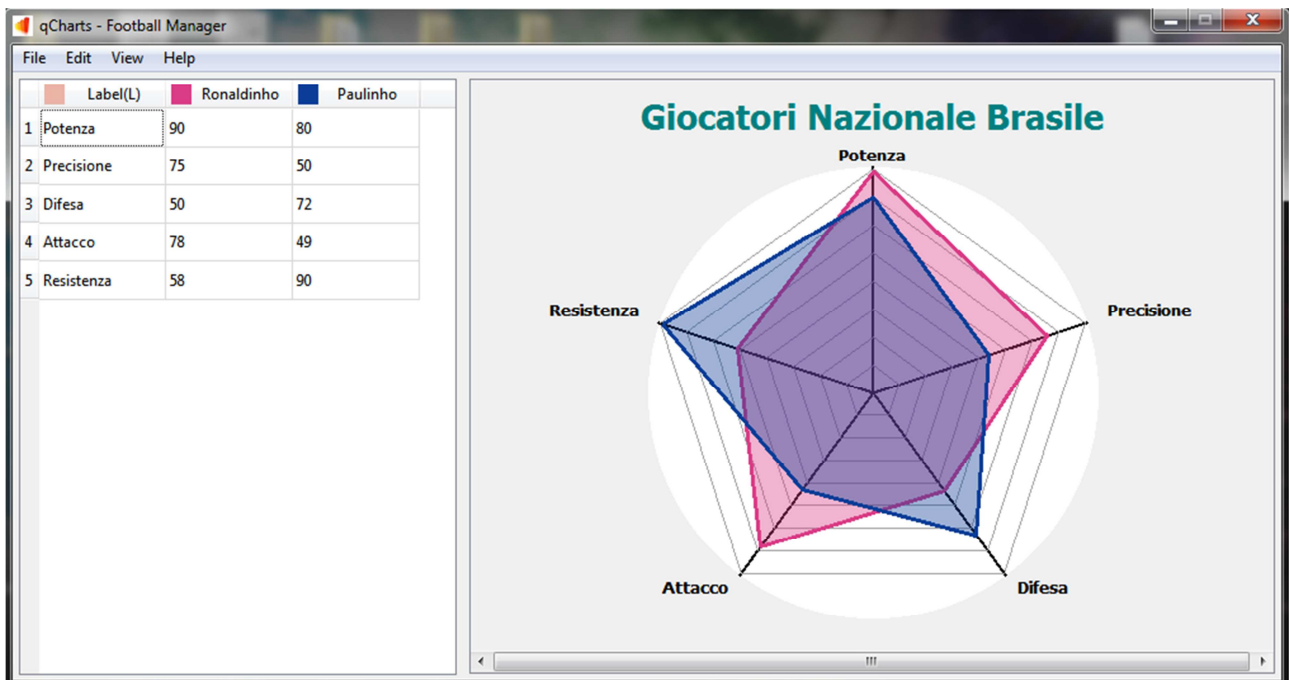 qCharts - Football Manager
File Edit View Help
Label(L) Ronaldinho Paulinho
1 Potenza 90 80
2 Precisione 75 50
3 Difesa 50 72
4 Attacco 78 49
5 Resistenza 58 90
Giocatori Nazionale Brasile
Potenza
Resistenza
Precisione
Attacco
Difesa